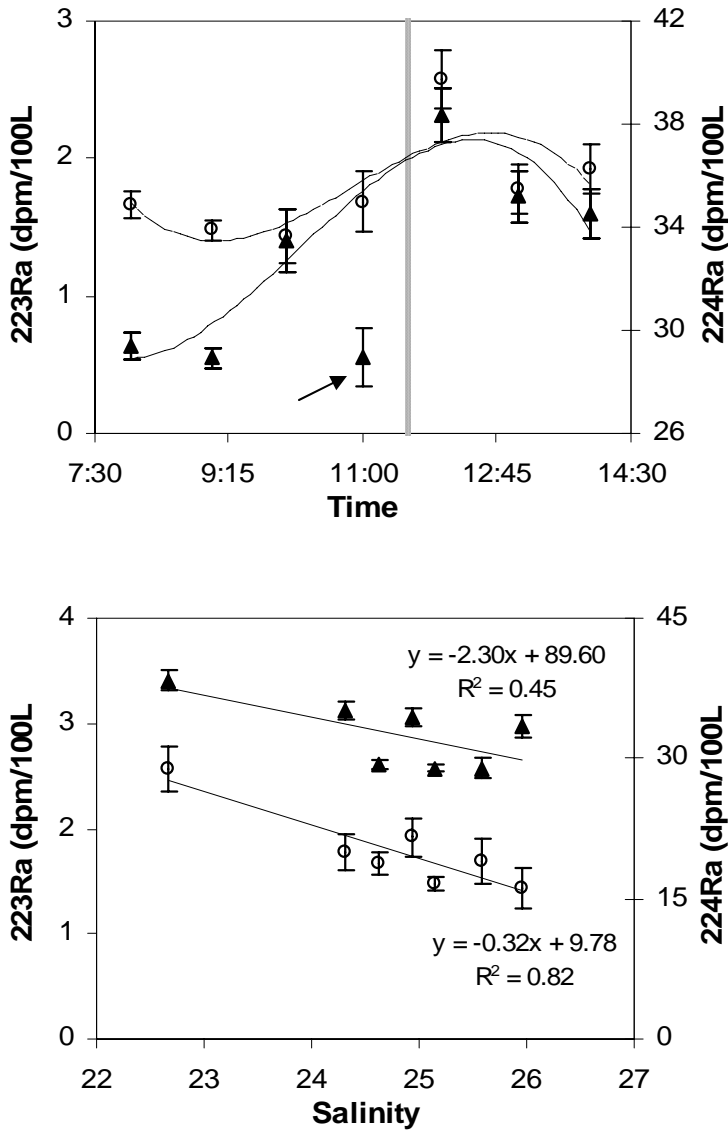 3
2
1
0
223Ra (dpm/100L
42
38
34
30
26
224Ra (dpm/100L
7:30
9:15
11:00
12:45
14:30
Time
4
3
2
1
0
223Ra (dpm/100L
45
30
15
0
224Ra (dpm/100L
y = -2.30x + 89.60
R² = 0.45
y = -0.32x + 9.78
R² = 0.82
22
23
24
25
26
27
Salinity